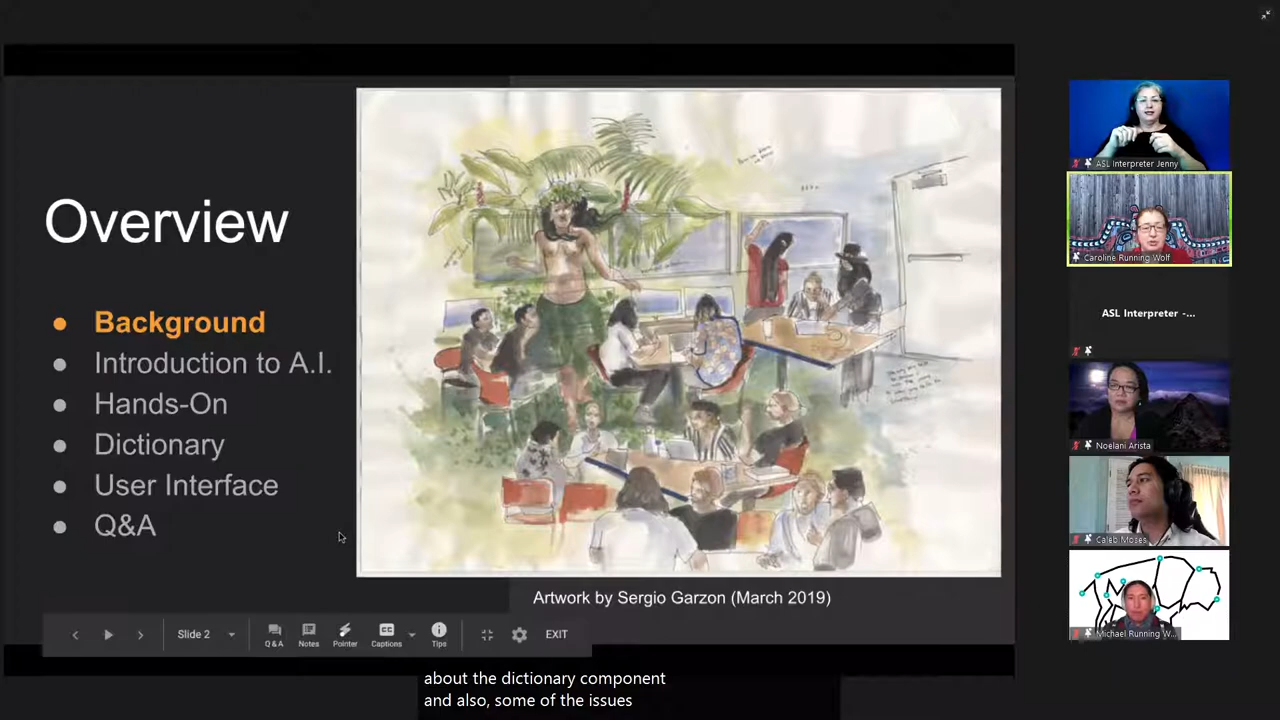 Overview
Background
Introduction to A.I.
Hands-On
Dictionary
User Interface
Q&A
Artwork by Sergio Garzon (March 2019)
Slide 2
Q & A
Notes
Pointer
Captions
Tips
EXIT
about the dictionary component
and also, some of the issues
ASL Interpreter Jenny
Caroline Running Wolf
ASL Interpreter -...
Noelani Arista
Caleb Moses
Michael Running W...